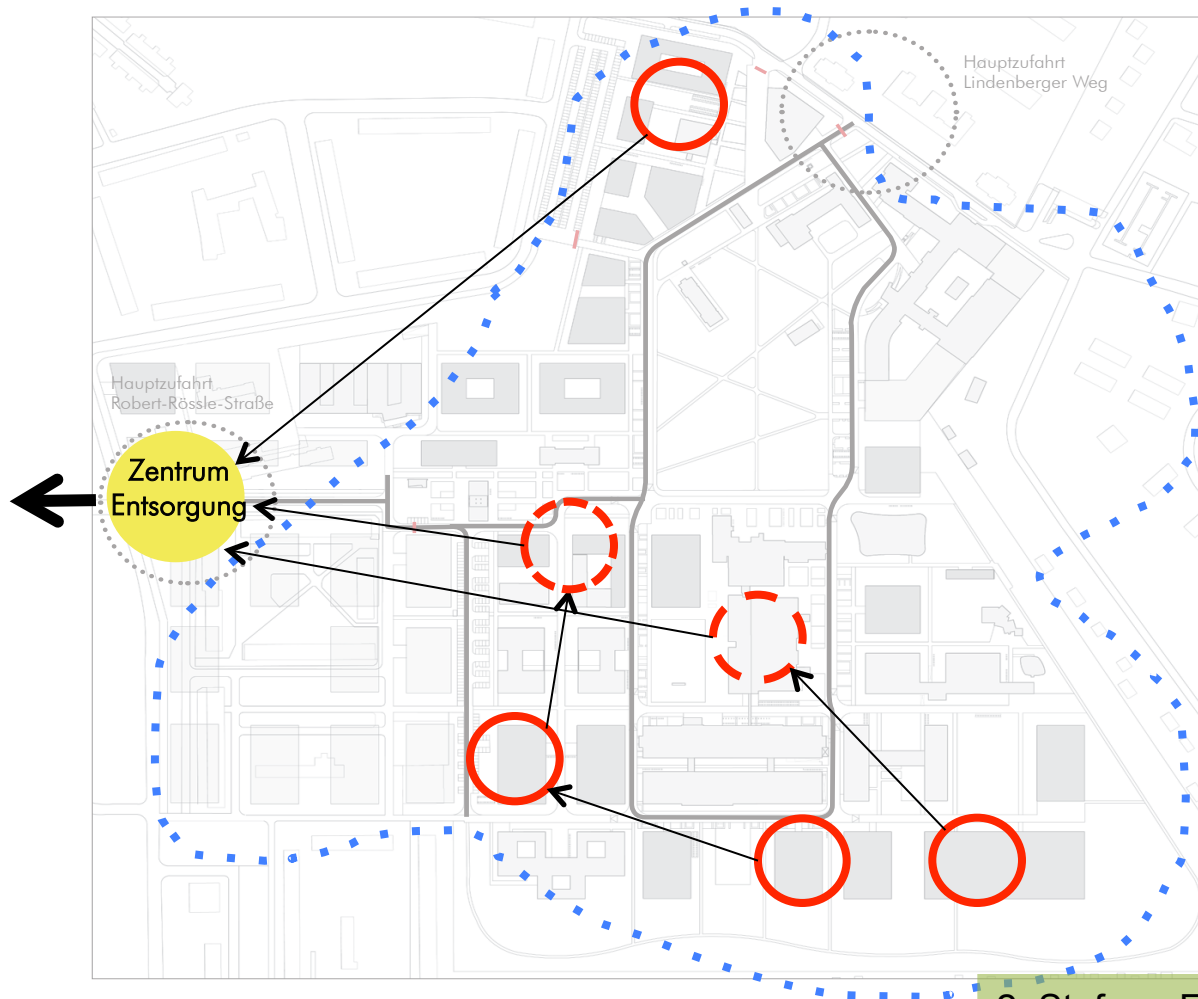 Hauptzufahrt
Lindenberger Weg
Hauptzufahrt
Robert-Rössle-Straße
Zentrum
Entsorgung